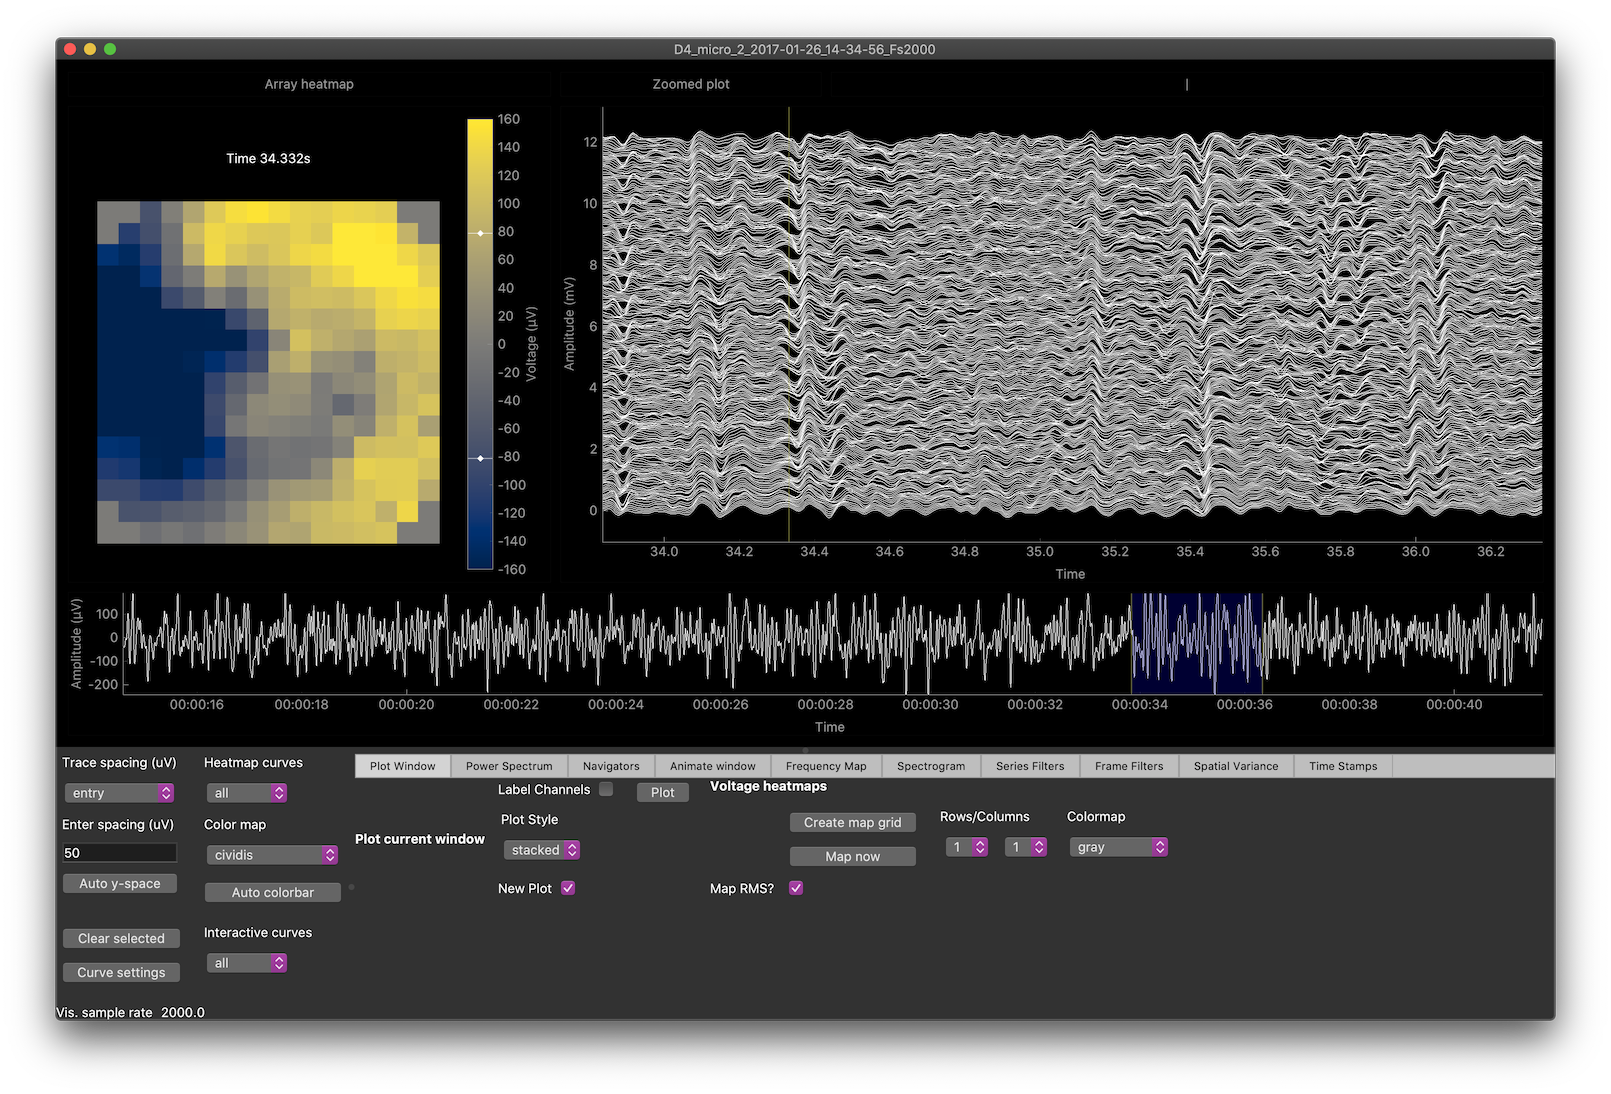 D4_micro_2_2017-01-26_14-34-56_Fs2000
Array heatmap
Zoomed plot
Time 34.332s
160
140
120
100
80
60
40
20
0
-20
-40
-60
-80
-100
-120
-140
-160
Voltage (µV)
Amplitude (mV)
12
10
8
6
4
2
0
34.0 34.2 34.4 34.6 34.8 35.0 35.2 35.4 35.6 35.8 36.0 36.2
Time
Amplitude (µV)
100
0
-100
-200
00:00:16 00:00:18 00:00:20 00:00:22 00:00:24 00:00:26 00:00:28 00:00:30 00:00:32 00:00:34 00:00:36 00:00:38 00:00:40
Time
Trace spacing (uV)
entry
Enter spacing (uV)
50
Auto y-space
Clear selected
Curve settings
Heatmap curves
all
Color map
cividis
Auto colorbar
Interactive curves
all
Plot Window Power Spectrum Navigators Animate window Frequency Map Spectrogram Series Filters Frame Filters Spatial Variance Time Stamps
Plot current window
Label Channels
Plot
Plot Style
stacked
New Plot
Voltage heatmaps
Create map grid
Map now
Map RMS?
Rows/Columns
1 1
Colormap
gray
Vis. sample rate 2000.0